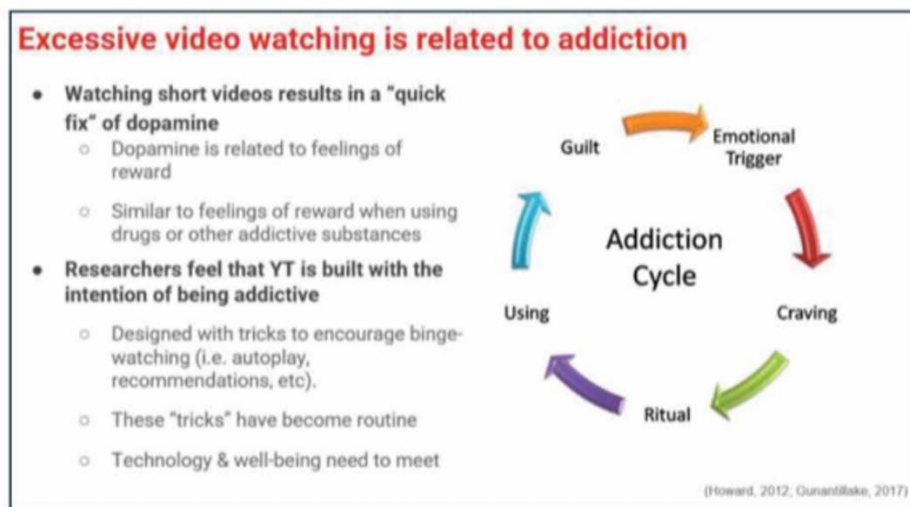 Excessive video watching is related to addiction
● Watching short videos results in a "quick
fix" of dopamine
○ Dopamine is related to feelings of
reward
○ Similar to feelings of reward when using
drugs or other addictive substances
● Researchers feel that YT is built with the
intention of being addictive
○ Designed with tricks to encourage binge-
watching (i.e. autoplay,
recommendations, etc).
○ These "tricks" have become routine
○ Technology & well-being need to meet
Addiction
Cycle
Emotional
Trigger
Craving
Ritual
Using
Guilt
(Howard, 2012; Gunantillske, 2017)